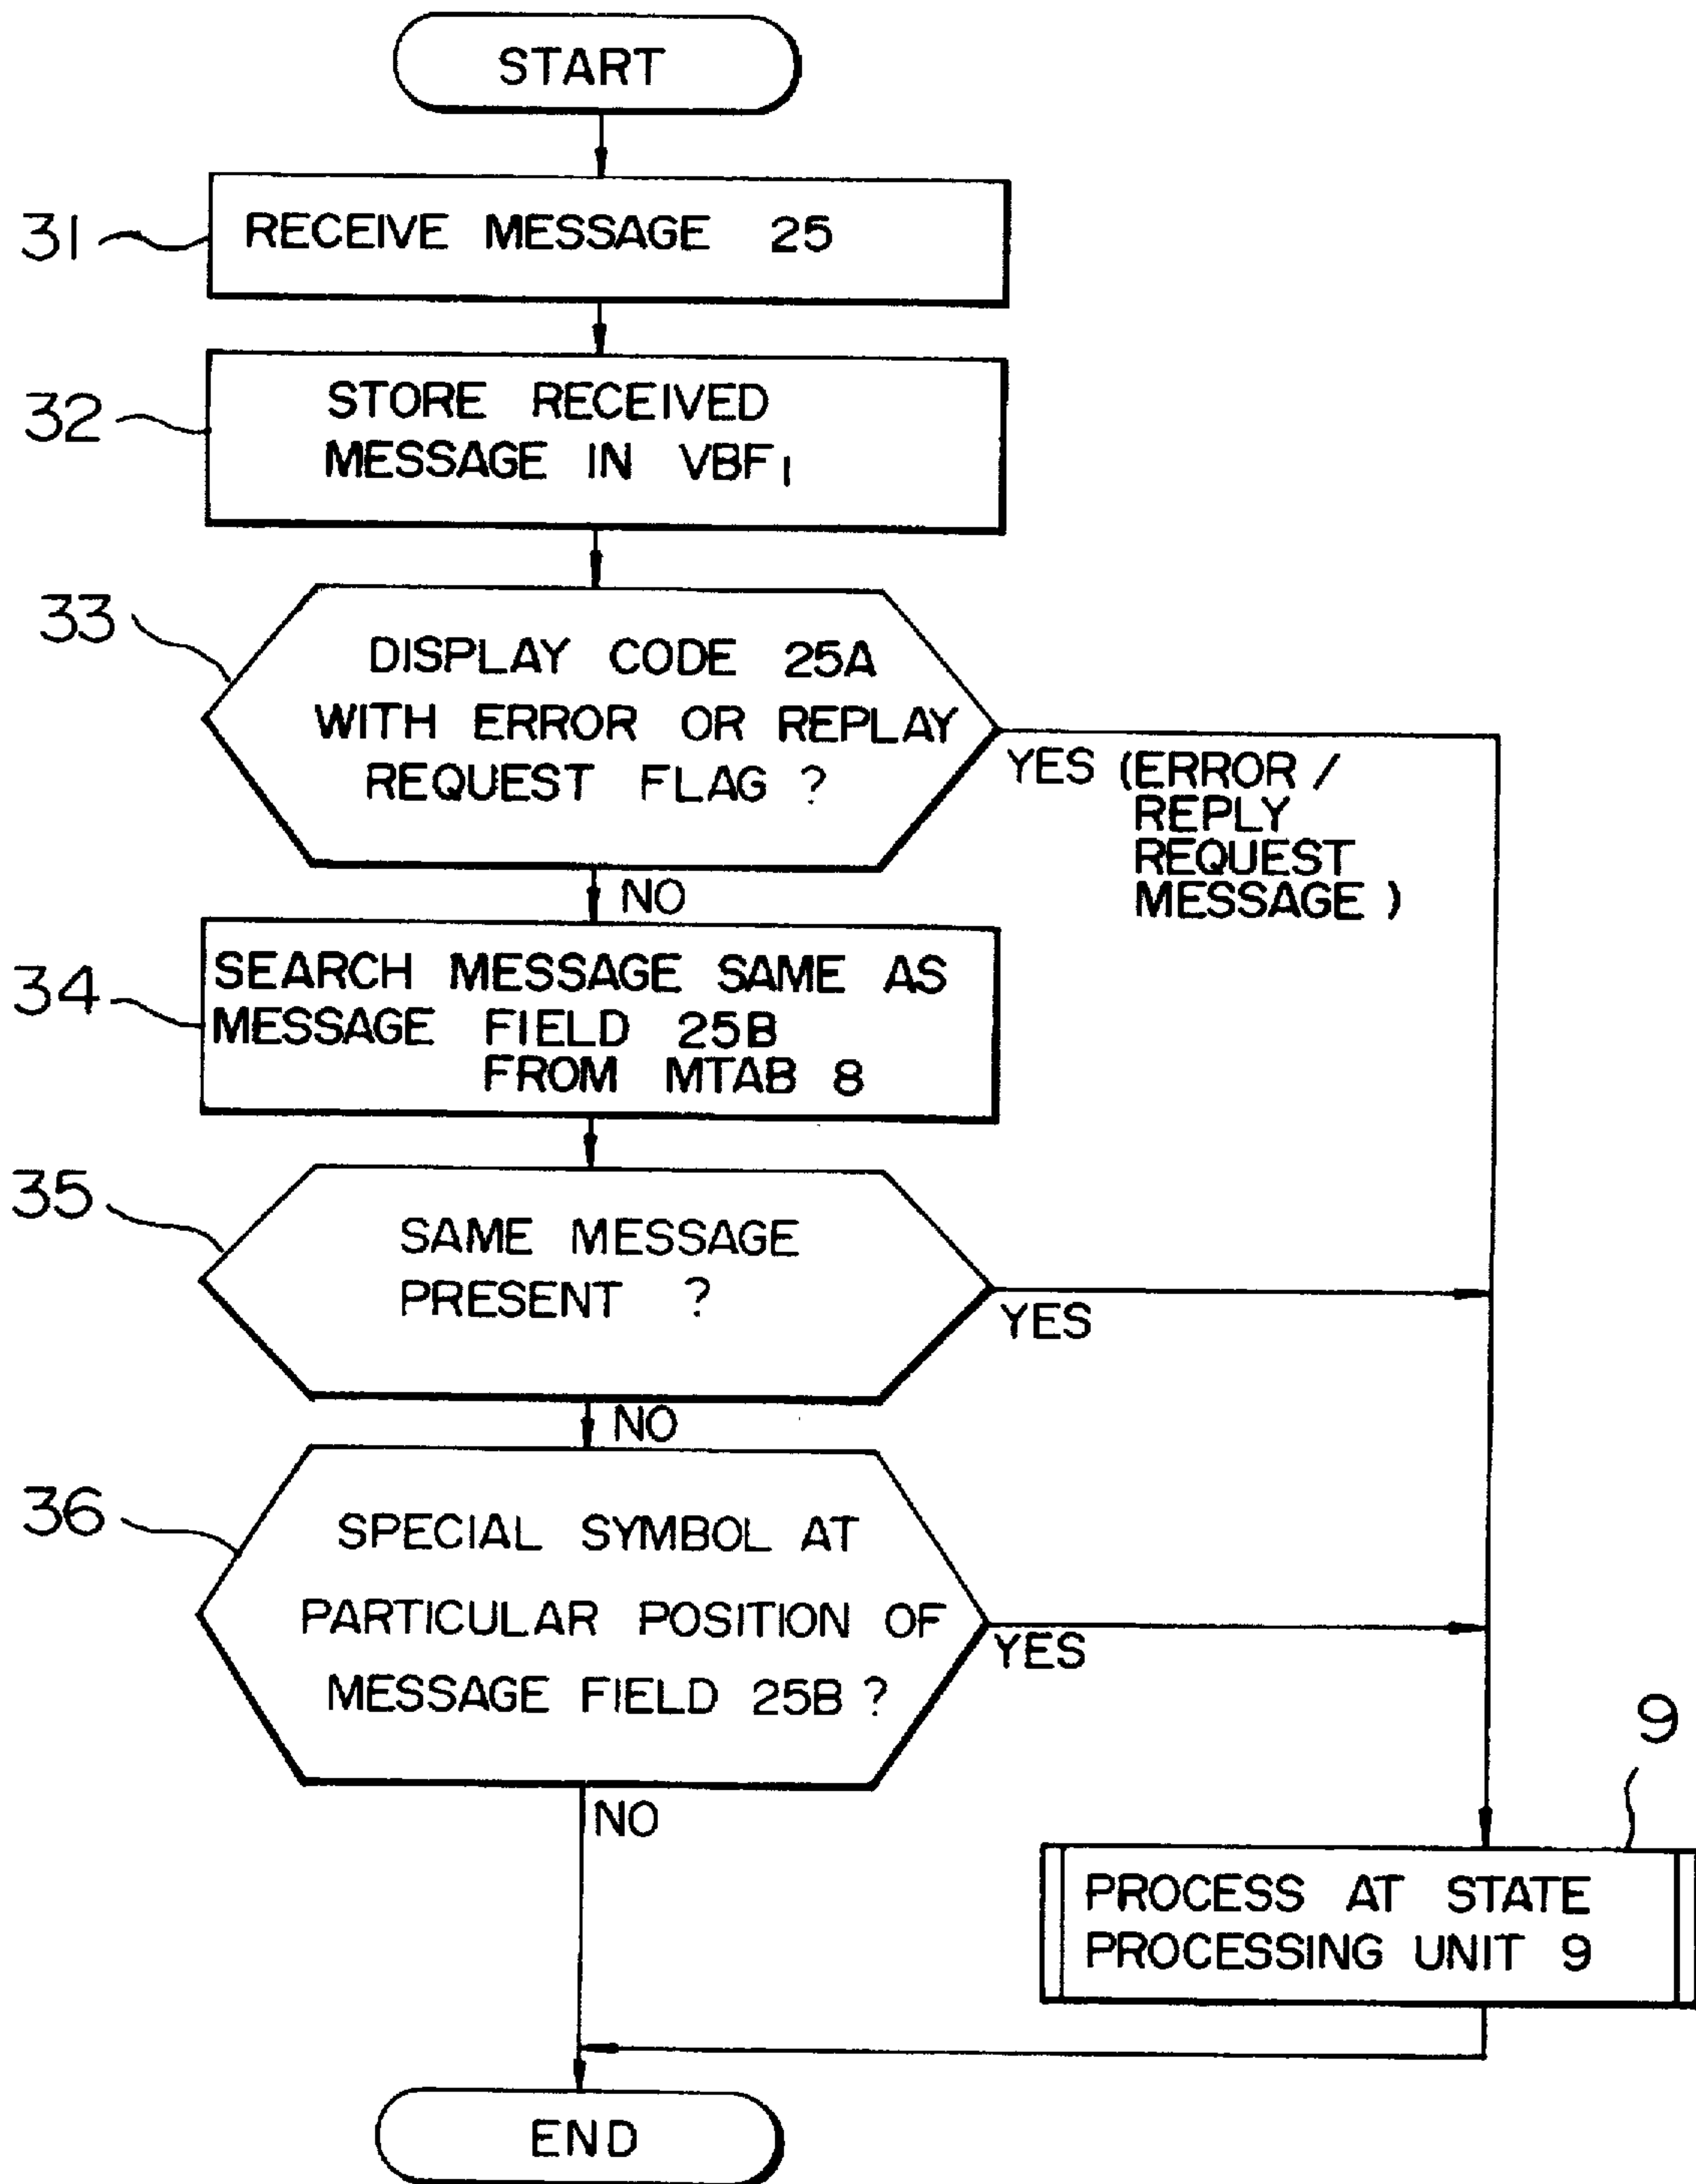 START
31
RECEIVE MESSAGE 25
32
STORE RECEIVED
MESSAGE IN VBF1
33
DISPLAY CODE 25A
WITH ERROR OR REPLAY
REQUEST FLAG ?
YES (ERROR /
REPLY
REQUEST
MESSAGE )
NO
34
SEARCH MESSAGE SAME AS
MESSAGE FIELD 25B
FROM MTAB 8
35
SAME MESSAGE
PRESENT ?
YES
NO
36
SPECIAL SYMBOL AT
PARTICULAR POSITION OF
MESSAGE FIELD 25B ?
YES
NO
9
PROCESS AT STATE
PROCESSING UNIT 9
END